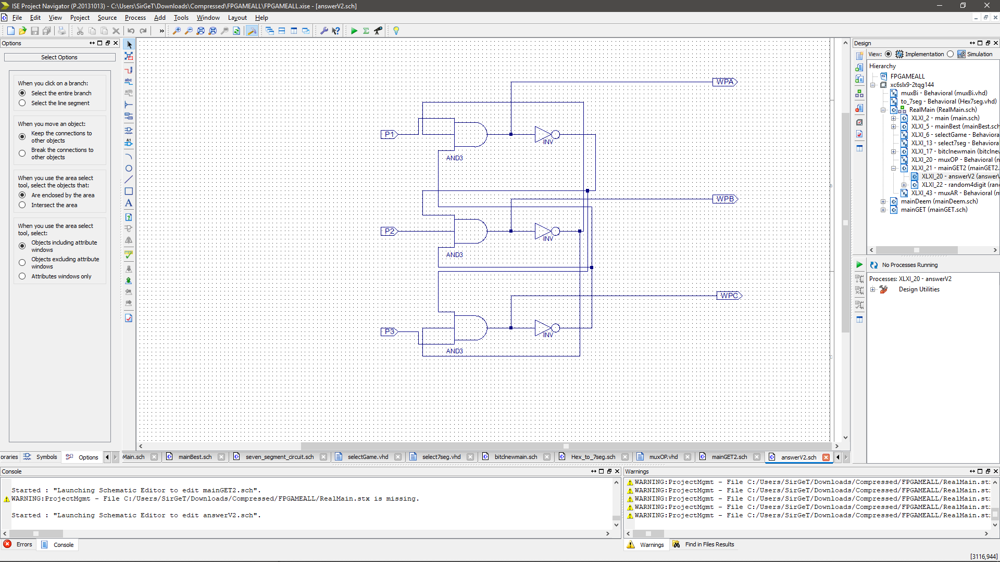 ISE Project Navigator (P.20131013) - C:\Users\SirGeT\Downloads\Compressed\FPGAMEALL\FPGAMEALL.xise - [answerV2.sch]
File Edit View Project Source Process Add Tools Window Layout Help
Options
Select Options
When you click on a branch:
Select the entire branch
Select the line segment
When you move an object:
Keep the connections to
other objects
Break the connections to
other objects
When you use the area select
tool, select the objects that:
Are enclosed by the area
Intersect the area
When you use the area select
tool, select:
Objects including attribute
windows
Objects excluding attribute
windows
Attributes windows only
oraries Symbols Options
WPA
P1
INV
AND3
WPB
P2
INV
AND3
WPC
P3
INV
AND3
Main.sch mainBest.sch seven_segment_circuit.sch selectGame.vhd select7seg.vhd bitclnewmain.sch Hex_to_7seg.sch muxOP.vhd mainGET2.sch answerV2.sch
Design
View: Implementation Simulation
Hierarchy
FPGAMEALL
xc6slx9-2tqg144
muxBi - Behavioral (muxBi.vhd)
to_7seg - Behavioral (Hex7seg.vhd)
RealMain (RealMain.sch)
XLXI_2 - main (main.sch)
XLXI_5 - mainBest (mainBest.sch
XLXI_6 - selectGame - Behaviora
XLXI_13 - select7seg - Behaviora
XLXI_17 - bitclnewmain (bitclnew
XLXI_20 - muxOP - Behavioral (m
XLXI_21 - mainGET2 (mainGET2.
XLXI_20 - answerV2 (answerV
XLXI_22 - random4digit (ran
XLXI_43 - muxAR - Behavioral (m
mainDeem (mainDeem.sch)
mainGET (mainGET.sch)
No Processes Running
Processes: XLXI_20 - answerV2
Design Utilities
Console
Started : "Launching Schematic Editor to edit mainGET2.sch".
WARNING:ProjectMgmt - File C:/Users/SirGeT/Downloads/Compressed/FPGAMEALL/RealMain.stx is missing.
Started : "Launching Schematic Editor to edit answerV2.sch".
Errors Console
Warnings
WARNING:ProjectMgmt - File C:/Users/SirGeT/Downloads/Compressed/FPGAMEALL/RealMain.stx
WARNING:ProjectMgmt - File C:/Users/SirGeT/Downloads/Compressed/FPGAMEALL/RealMain.stx
WARNING:ProjectMgmt - File C:/Users/SirGeT/Downloads/Compressed/FPGAMEALL/RealMain.stx
WARNING:ProjectMgmt - File C:/Users/SirGeT/Downloads/Compressed/FPGAMEALL/RealMain.stx
WARNING:ProjectMgmt - File C:/Users/SirGeT/Downloads/Compressed/FPGAMEALL/RealMain.stx
Warnings Find in Files Results
[3116,944]